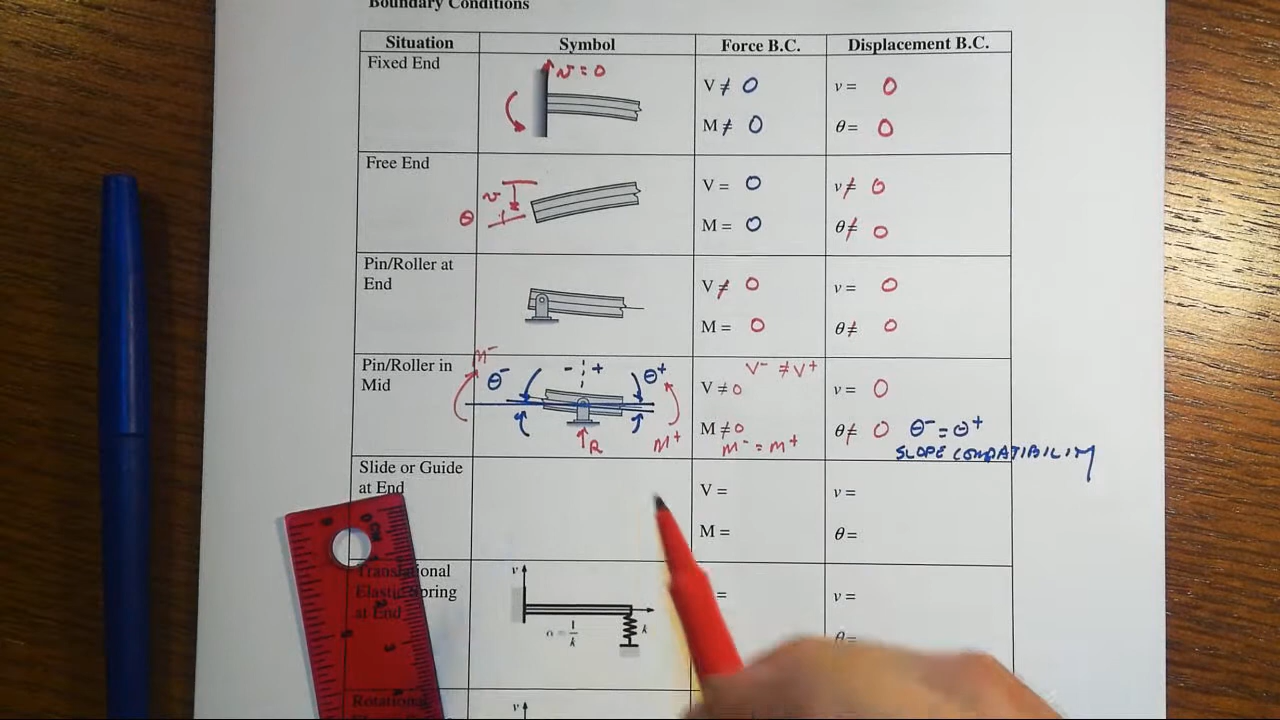 Boundary Conditions
Situation Symbol Force B.C. Displacement B.C.
Fixed End
v = 0
V ≠ 0
v = 0
M ≠ 0
θ = 0
Free End
v
θ
V = 0
v ≠ 0
M = 0
θ ≠ 0
Pin/Roller at
End
V ≠ 0
v = 0
M = 0
θ ≠ 0
Pin/Roller in
Mid
M⁻
θ⁻
- +
θ⁺
R
M⁺
V⁻ ≠ V⁺
V ≠ 0
v = 0
M ≠ 0
M⁻ = M⁺
θ ≠ 0 θ⁻ = θ⁺
SLOPE COMPATIBILITY
Slide or Guide
at End
V =
v =
M =
θ =
Translational
Elastic Spring
at End
v
k
=
v =
θ =
Rotational
v